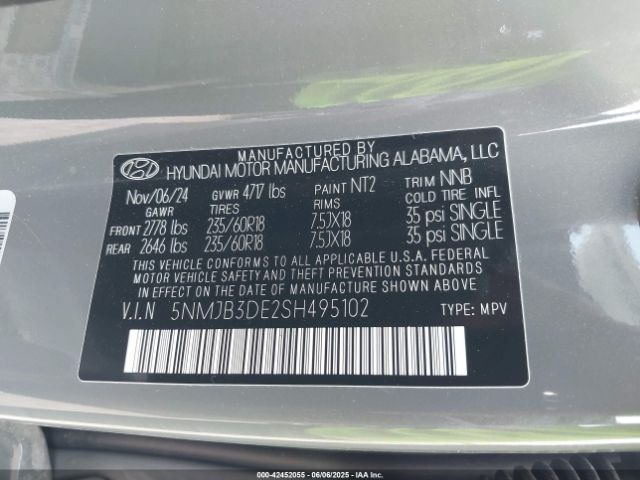 MANUFACTURED BY
HYUNDAI MOTOR MANUFACTURING ALABAMA, LLC
Nov/06/24 GVWR 4717 lbs PAINT NT2 TRIM NNB
GAWR TIRES RIMS COLD TIRE INFL
FRONT 2778 lbs 235/60R18 7.5JX18 35 psi SINGLE
REAR 2646 lbs 235/60R18 7.5JX18 35 psi SINGLE
THIS VEHICLE CONFORMS TO ALL APPLICABLE U.S.A. FEDERAL
MOTOR VEHICLE SAFETY AND THEFT PREVENTION STANDARDS
IN EFFECT ON THE DATE OF MANUFACTURE SHOWN ABOVE.
V.I.N 5NMJB3DE2SH495102 TYPE: MPV
000-42452055 - 06/06/2025 - IAAI Inc.